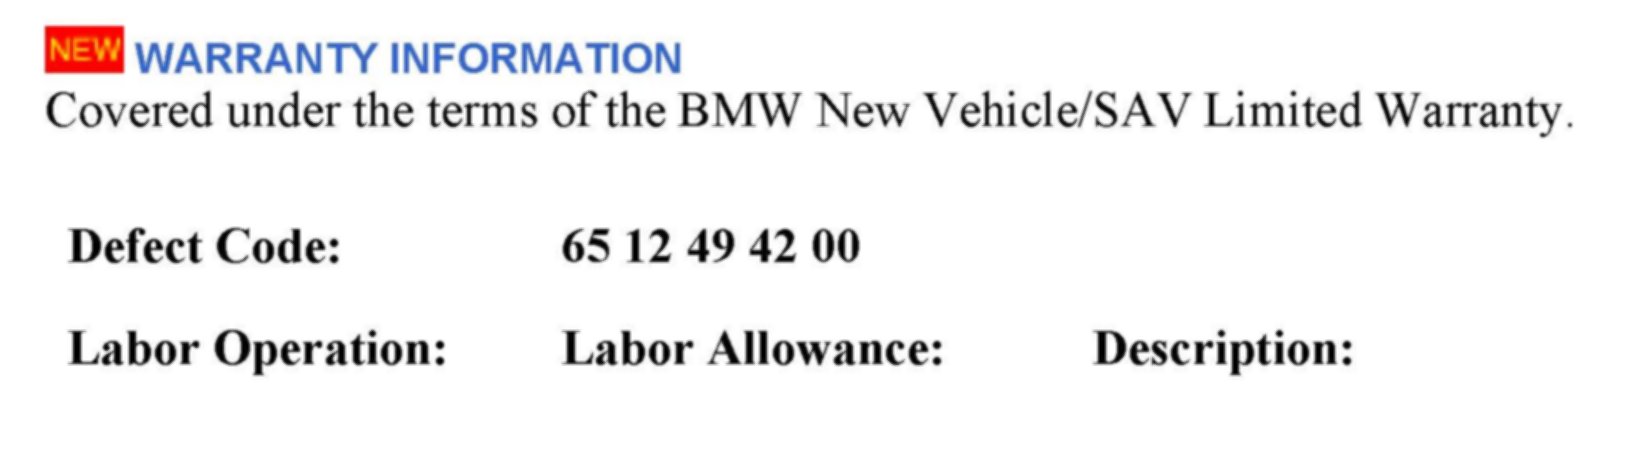 NEW WARRANTY INFORMATION
Covered under the terms of the BMW New Vehicle/SAV Limited Warranty.
Defect Code: 65 12 49 42 00
Labor Operation: Labor Allowance: Description: